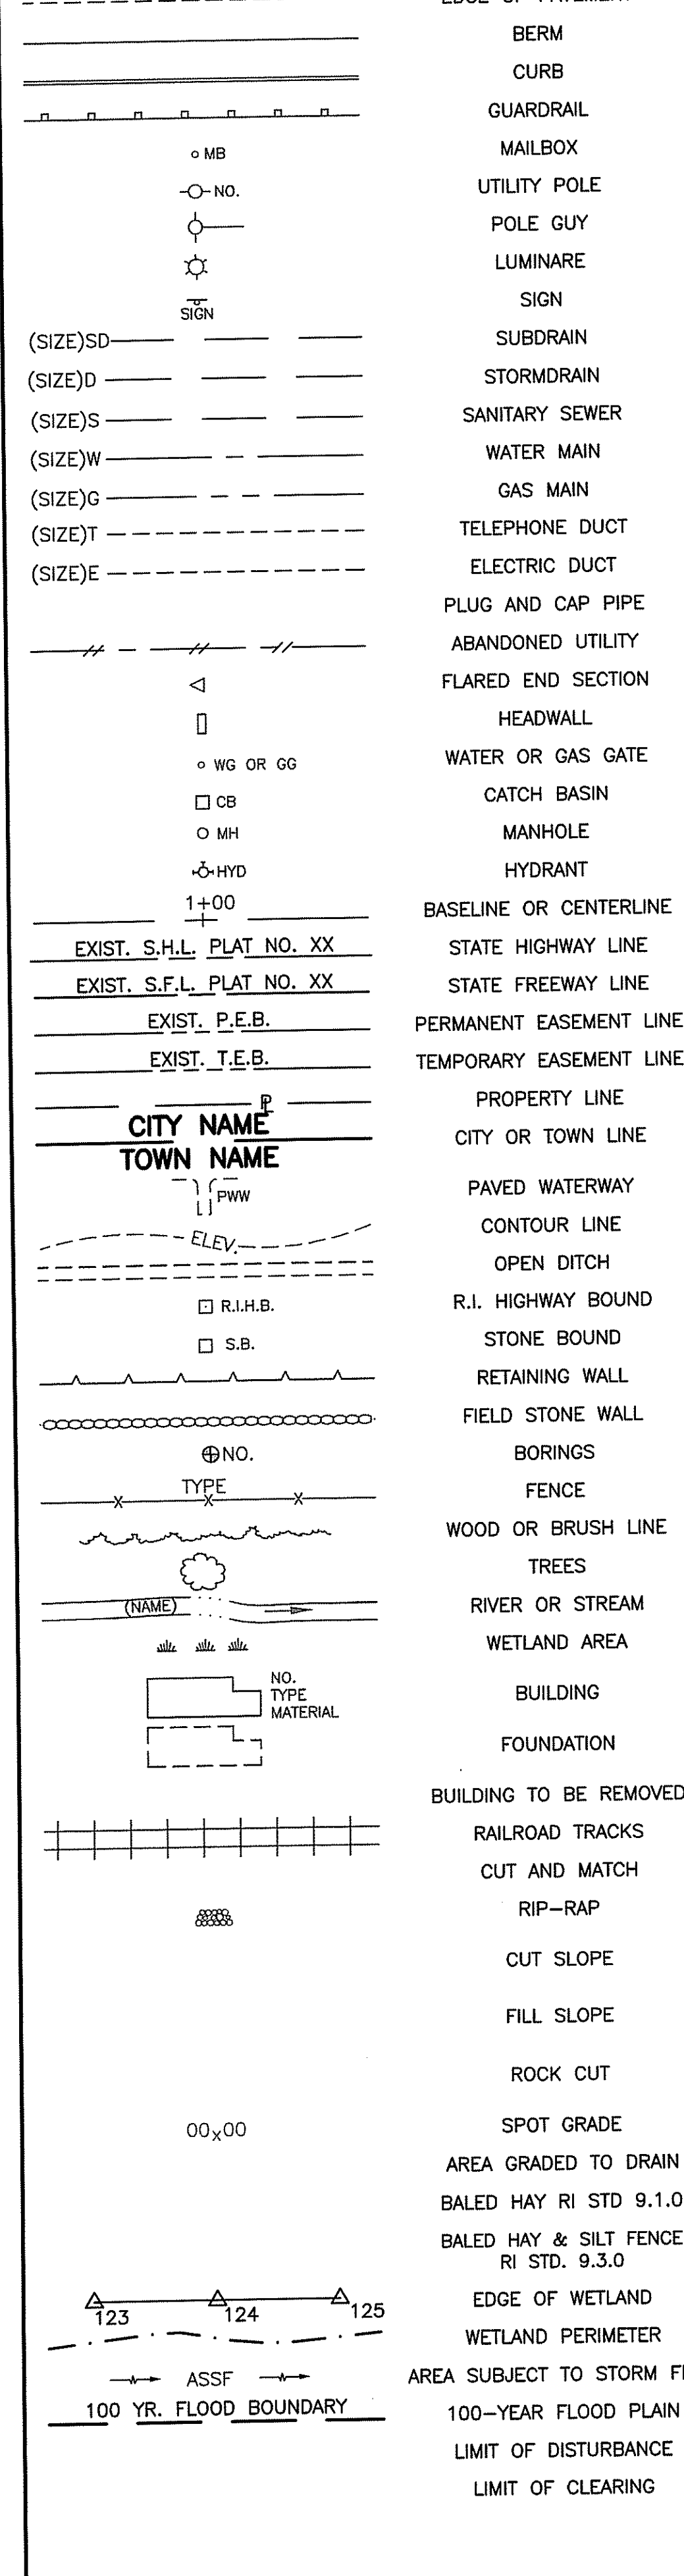 BERM
CURB
GUARDRAIL
MB MAILBOX
NO. UTILITY POLE
POLE GUY
LUMINARE
SIGN SIGN
(SIZE)SD SUBDRAIN
(SIZE)D STORMDRAIN
(SIZE)S SANITARY SEWER
(SIZE)W WATER MAIN
(SIZE)G GAS MAIN
(SIZE)T TELEPHONE DUCT
(SIZE)E ELECTRIC DUCT
PLUG AND CAP PIPE
ABANDONED UTILITY
FLARED END SECTION
HEADWALL
WG OR GG WATER OR GAS GATE
CB CATCH BASIN
MH MANHOLE
HYD HYDRANT
1+00 BASELINE OR CENTERLINE
EXIST. S.H.L. PLAT NO. XX STATE HIGHWAY LINE
EXIST. S.F.L. PLAT NO. XX STATE FREEWAY LINE
EXIST. P.E.B. PERMANENT EASEMENT LINE
EXIST. T.E.B. TEMPORARY EASEMENT LINE
PL PROPERTY LINE
CITY NAME CITY OR TOWN LINE
TOWN NAME
PWW PAVED WATERWAY
ELEV. CONTOUR LINE
OPEN DITCH
R.I.H.B. R.I. HIGHWAY BOUND
S.B. STONE BOUND
RETAINING WALL
FIELD STONE WALL
NO. BORINGS
TYPE FENCE
WOOD OR BRUSH LINE
TREES
(NAME) RIVER OR STREAM
WETLAND AREA
NO.
TYPE BUILDING
MATERIAL
FOUNDATION
BUILDING TO BE REMOVED
RAILROAD TRACKS
CUT AND MATCH
RIP-RAP
CUT SLOPE
FILL SLOPE
ROCK CUT
00x00 SPOT GRADE
AREA GRADED TO DRAIN
BALED HAY RI STD 9.1.0
BALED HAY & SILT FENCE
RI STD. 9.3.0
123 124 125 EDGE OF WETLAND
WETLAND PERIMETER
ASSF AREA SUBJECT TO STORM
100 YR. FLOOD BOUNDARY 100-YEAR FLOOD PLAIN
LIMIT OF DISTURBANCE
LIMIT OF CLEARING